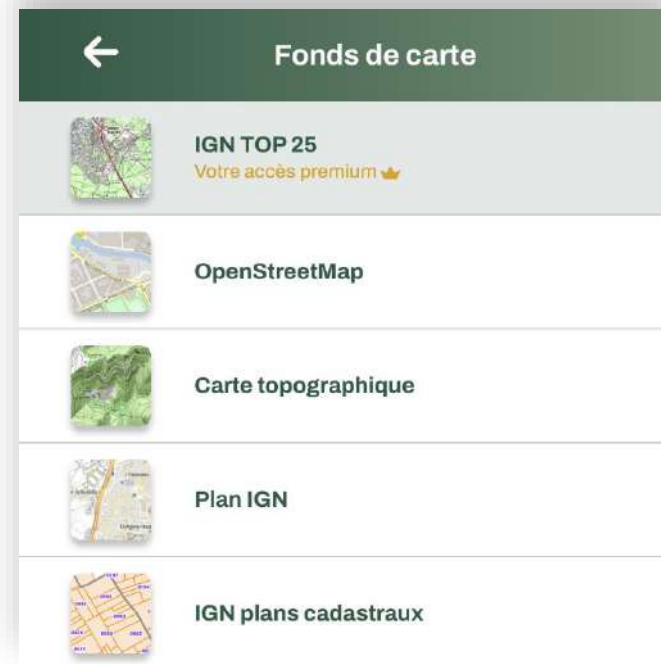 Fonds de carte
IGN TOP 25
Votre accès premium
OpenStreetMap
Carte topographique
Plan IGN
IGN plans cadastraux